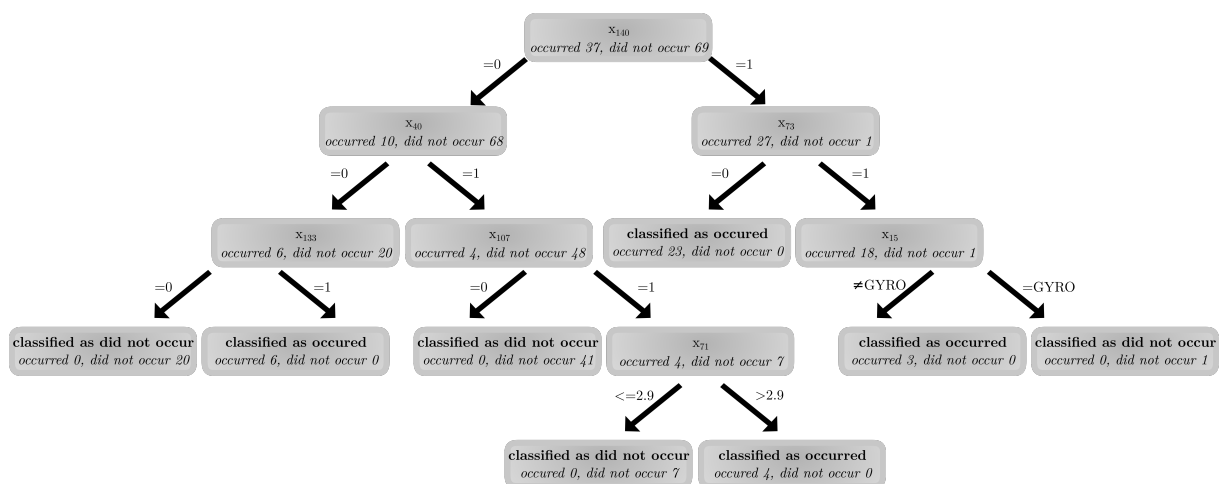 x₁₄₀
occurred 37, did not occur 69
=0
=1
x₄₀
occurred 10, did not occur 68
x₇₃
occurred 27, did not occur 1
=0
=1
=0
=1
x₁₃₃
occurred 6, did not occur 20
x₁₀₇
occurred 4, did not occur 48
classified as occured
occurred 23, did not occur 0
x₁₅
occurred 18, did not occur 1
=0
=1
=0
=1
≠GYRO
=GYRO
classified as did not occur
occurred 0, did not occur 20
classified as occured
occurred 6, did not occur 0
classified as did not occur
occurred 0, did not occur 41
x₇₁
occurred 4, did not occur 7
classified as occurred
occurred 3, did not occur 0
classified as did not occur
occurred 0, did not occur 1
<=2.9
>2.9
classified as did not occur
occured 0, did not occur 7
classified as occurred
occured 4, did not occur 0